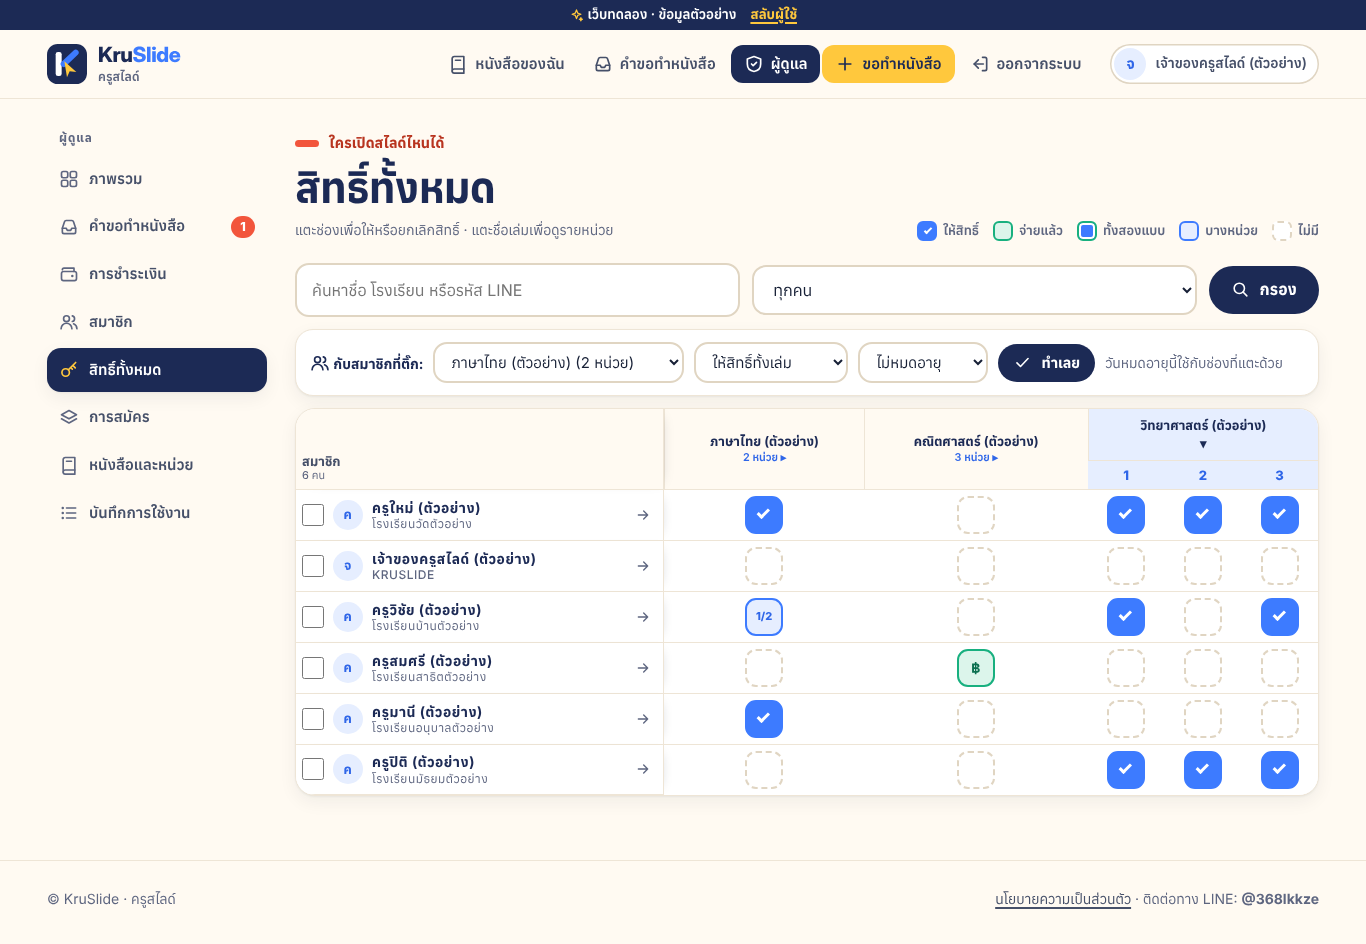 เว็บทดลอง · ข้อมูลตัวอย่าง สลับผู้ใช้
KruSlide
ครูสไลด์
หนังสือของฉัน
คำขอทำหนังสือ
ผู้ดูแล
ขอทำหนังสือ
ออกจากระบบ
จ เจ้าของครูสไลด์ (ตัวอย่าง)
ผู้ดูแล
ภาพรวม
คำขอทำหนังสือ 1
การชำระเงิน
สมาชิก
สิทธิ์ทั้งหมด
การสมัคร
หนังสือและหน่วย
บันทึกการใช้งาน
ใครเปิดสไลด์ไหนได้
สิทธิ์ทั้งหมด
แตะช่องเพื่อให้หรือยกเลิกสิทธิ์ · แตะชื่อเล่มเพื่อดูรายหน่วย
ให้สิทธิ์ จ่ายแล้ว ทั้งสองแบบ บางหน่วย ไม่มี
ค้นหาชื่อ โรงเรียน หรือรหัส LINE
ทุกคน
กรอง
กับสมาชิกที่ติ๊ก:
ภาษาไทย (ตัวอย่าง) (2 หน่วย)
ให้สิทธิ์ทั้งเล่ม
ไม่หมดอายุ
ทำเลย
วันหมดอายุนี้ใช้กับช่องที่แตะด้วย
สมาชิก
6 คน
ภาษาไทย (ตัวอย่าง)
2 หน่วย ▸
คณิตศาสตร์ (ตัวอย่าง)
3 หน่วย ▸
วิทยาศาสตร์ (ตัวอย่าง)
▾
1 2 3
ค ครูใหม่ (ตัวอย่าง)
โรงเรียนวัดตัวอย่าง
จ เจ้าของครูสไลด์ (ตัวอย่าง)
KRUSLIDE
ค ครูวิชัย (ตัวอย่าง)
โรงเรียนบ้านตัวอย่าง
1/2
ค ครูสมศรี (ตัวอย่าง)
โรงเรียนสาธิตตัวอย่าง
฿
ค ครูมานี (ตัวอย่าง)
โรงเรียนอนุบาลตัวอย่าง
ค ครูปิติ (ตัวอย่าง)
โรงเรียนมัธยมตัวอย่าง
© KruSlide · ครูสไลด์
นโยบายความเป็นส่วนตัว · ติดต่อทาง LINE: @368lkkze